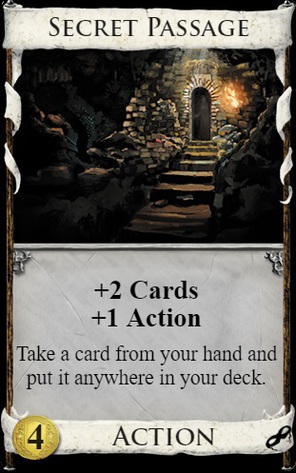 SECRET PASSAGE
+2 Cards
+1 Action
Take a card from your hand and
put it anywhere in your deck.
4
ACTION